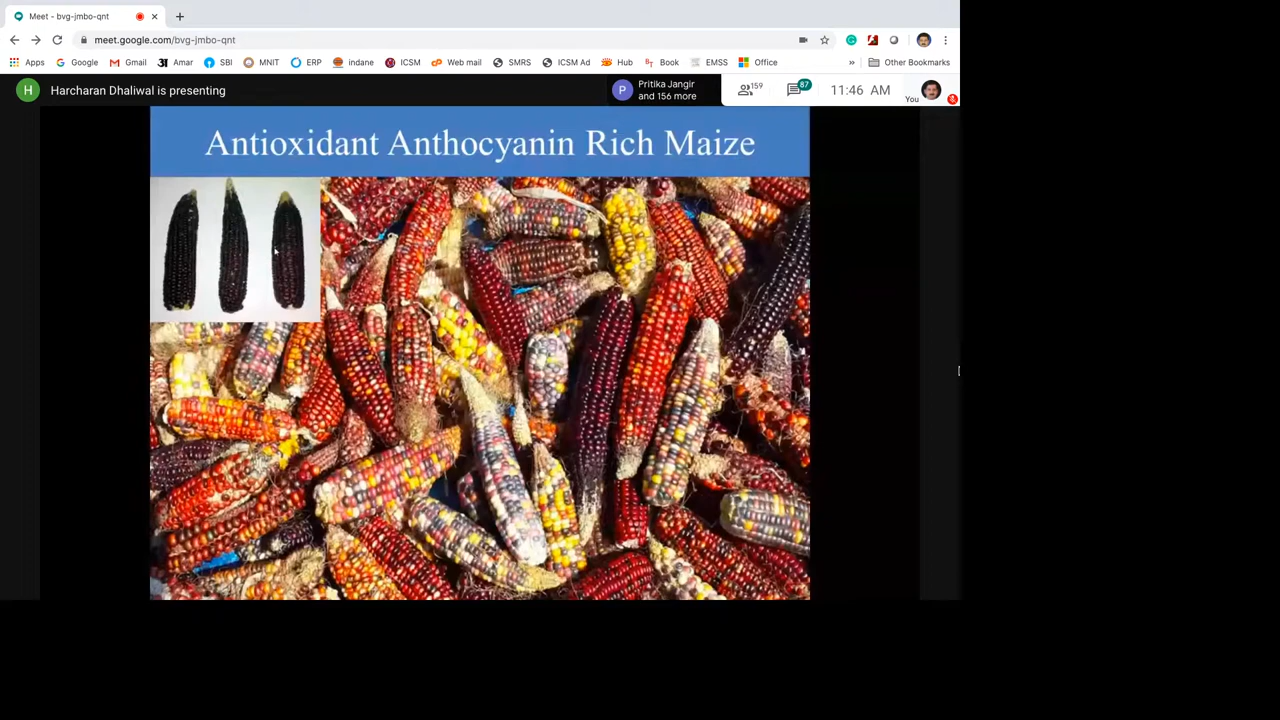 Meet - bvg-jmbo-qnt
meet.google.com/bvg-jmbo-qnt
Apps Google Gmail Amar SBI MNIT ERP indane ICSM Web mail SMRS ICSM Ad Hub Book EMSS Office » Other Bookmarks
H Harcharan Dhaliwal is presenting
P Pritika Jangir
and 156 more
159
87
11:46 AM
You
Antioxidant Anthocyanin Rich Maize